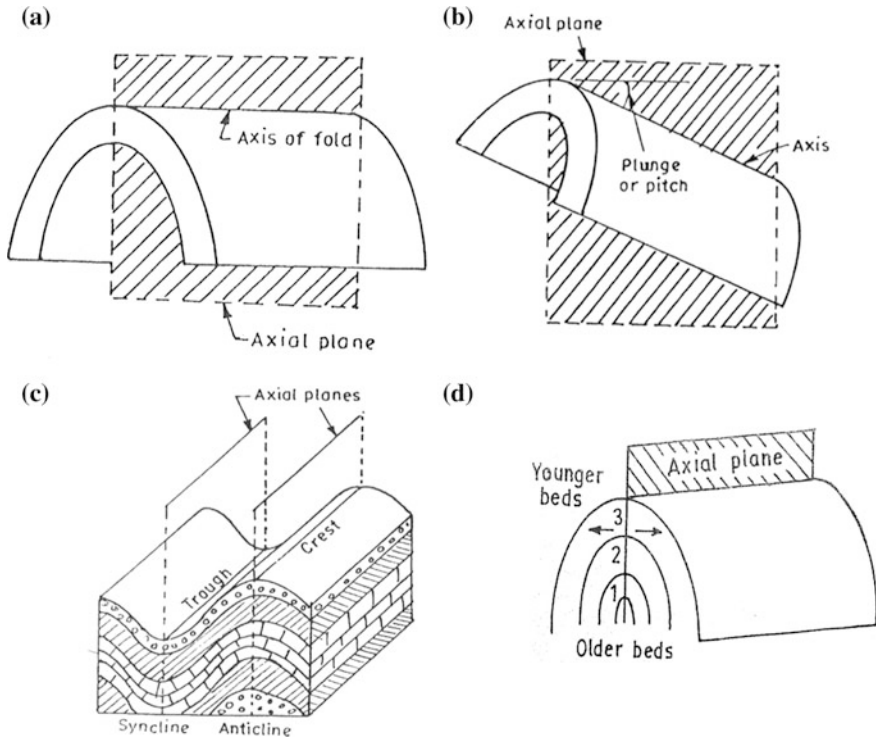 (a)
Axis of fold
Axial plane
(b)
Axial plane
Axis
Plunge
or pitch
(c)
Axial planes
Trough
Crest
Syncline
Anticline
(d)
Axial plane
Younger
beds
3
2
1
Older beds